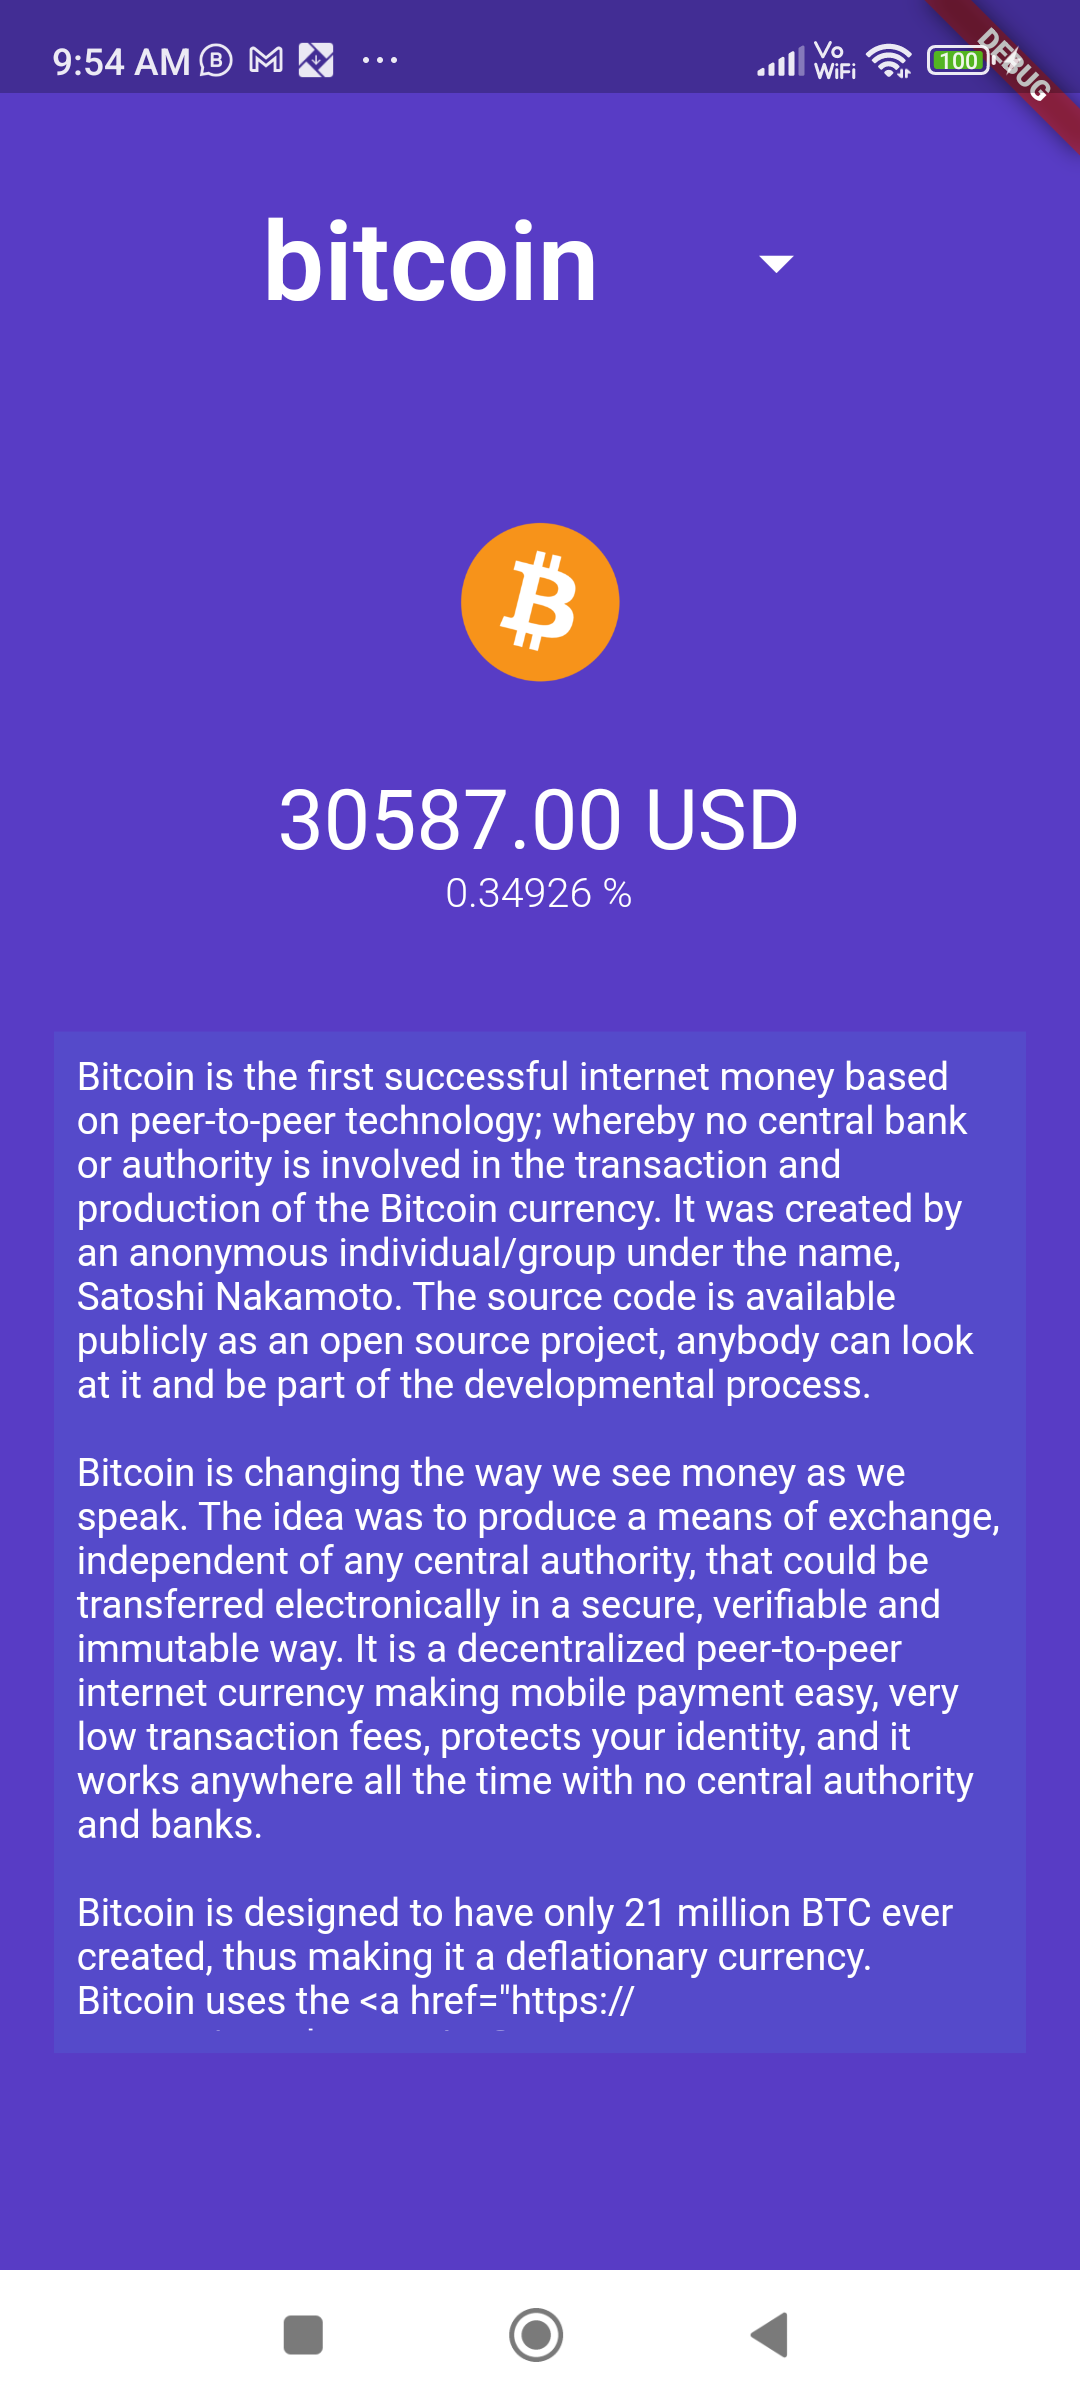 9:54 AM
Vo
WiFi
100
DEBUG
bitcoin
30587.00 USD
0.34926 %
Bitcoin is the first successful internet money based
on peer-to-peer technology; whereby no central bank
or authority is involved in the transaction and
production of the Bitcoin currency. It was created by
an anonymous individual/group under the name,
Satoshi Nakamoto. The source code is available
publicly as an open source project, anybody can look
at it and be part of the developmental process.
Bitcoin is changing the way we see money as we
speak. The idea was to produce a means of exchange,
independent of any central authority, that could be
transferred electronically in a secure, verifiable and
immutable way. It is a decentralized peer-to-peer
internet currency making mobile payment easy, very
low transaction fees, protects your identity, and it
works anywhere all the time with no central authority
and banks.
Bitcoin is designed to have only 21 million BTC ever
created, thus making it a deflationary currency.
Bitcoin uses the <a href="https://